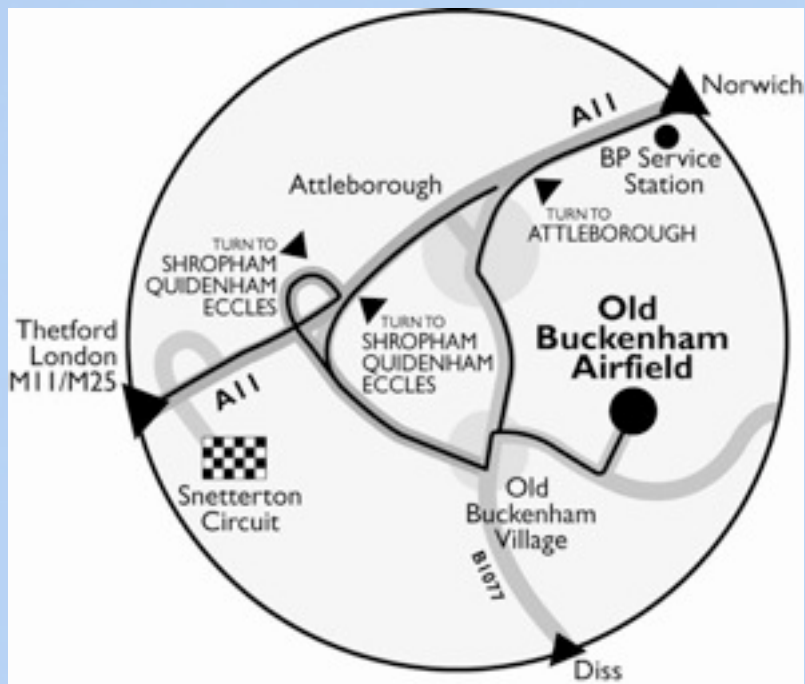 Norwich
A11
BP Service
Station
Attleborough
TURN TO
ATTLEBOROUGH
TURN TO
SHROPHAM
QUIDENHAM
ECCLES
Old
Buckenham
Airfield
TURN TO
SHROPHAM
QUIDENHAM
ECCLES
Thetford
London
M11/M25
A11
Snetterton
Circuit
Old
Buckenham
Village
B1077
Diss